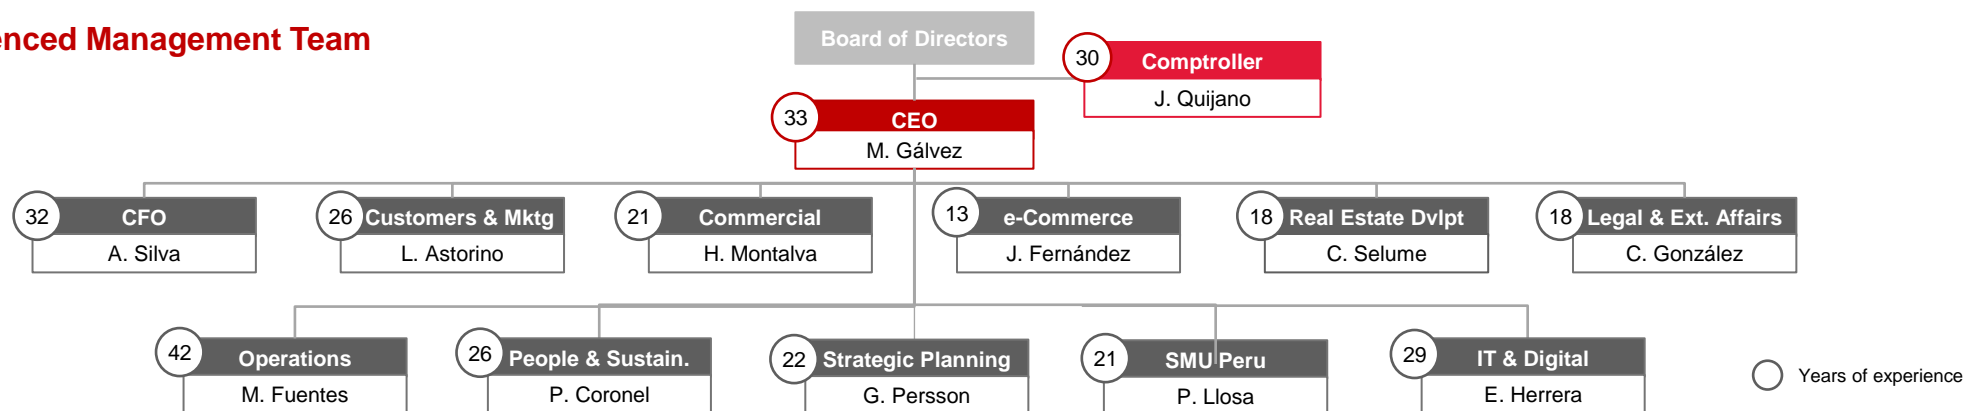 enced Management Team
Board of Directors
30
Comptroller
J. Quijano
33
CEO
M. Gálvez
32
CFO
A. Silva
26
Customers & Mktg
L. Astorino
21
Commercial
H. Montalva
13
e-Commerce
J. Fernández
18
Real Estate Dvlpt
C. Selume
18
Legal & Ext. Affairs
C. González
42
Operations
M. Fuentes
26
People & Sustain.
P. Coronel
22
Strategic Planning
G. Persson
21
SMU Peru
P. Llosa
29
IT & Digital
E. Herrera
Years of experience